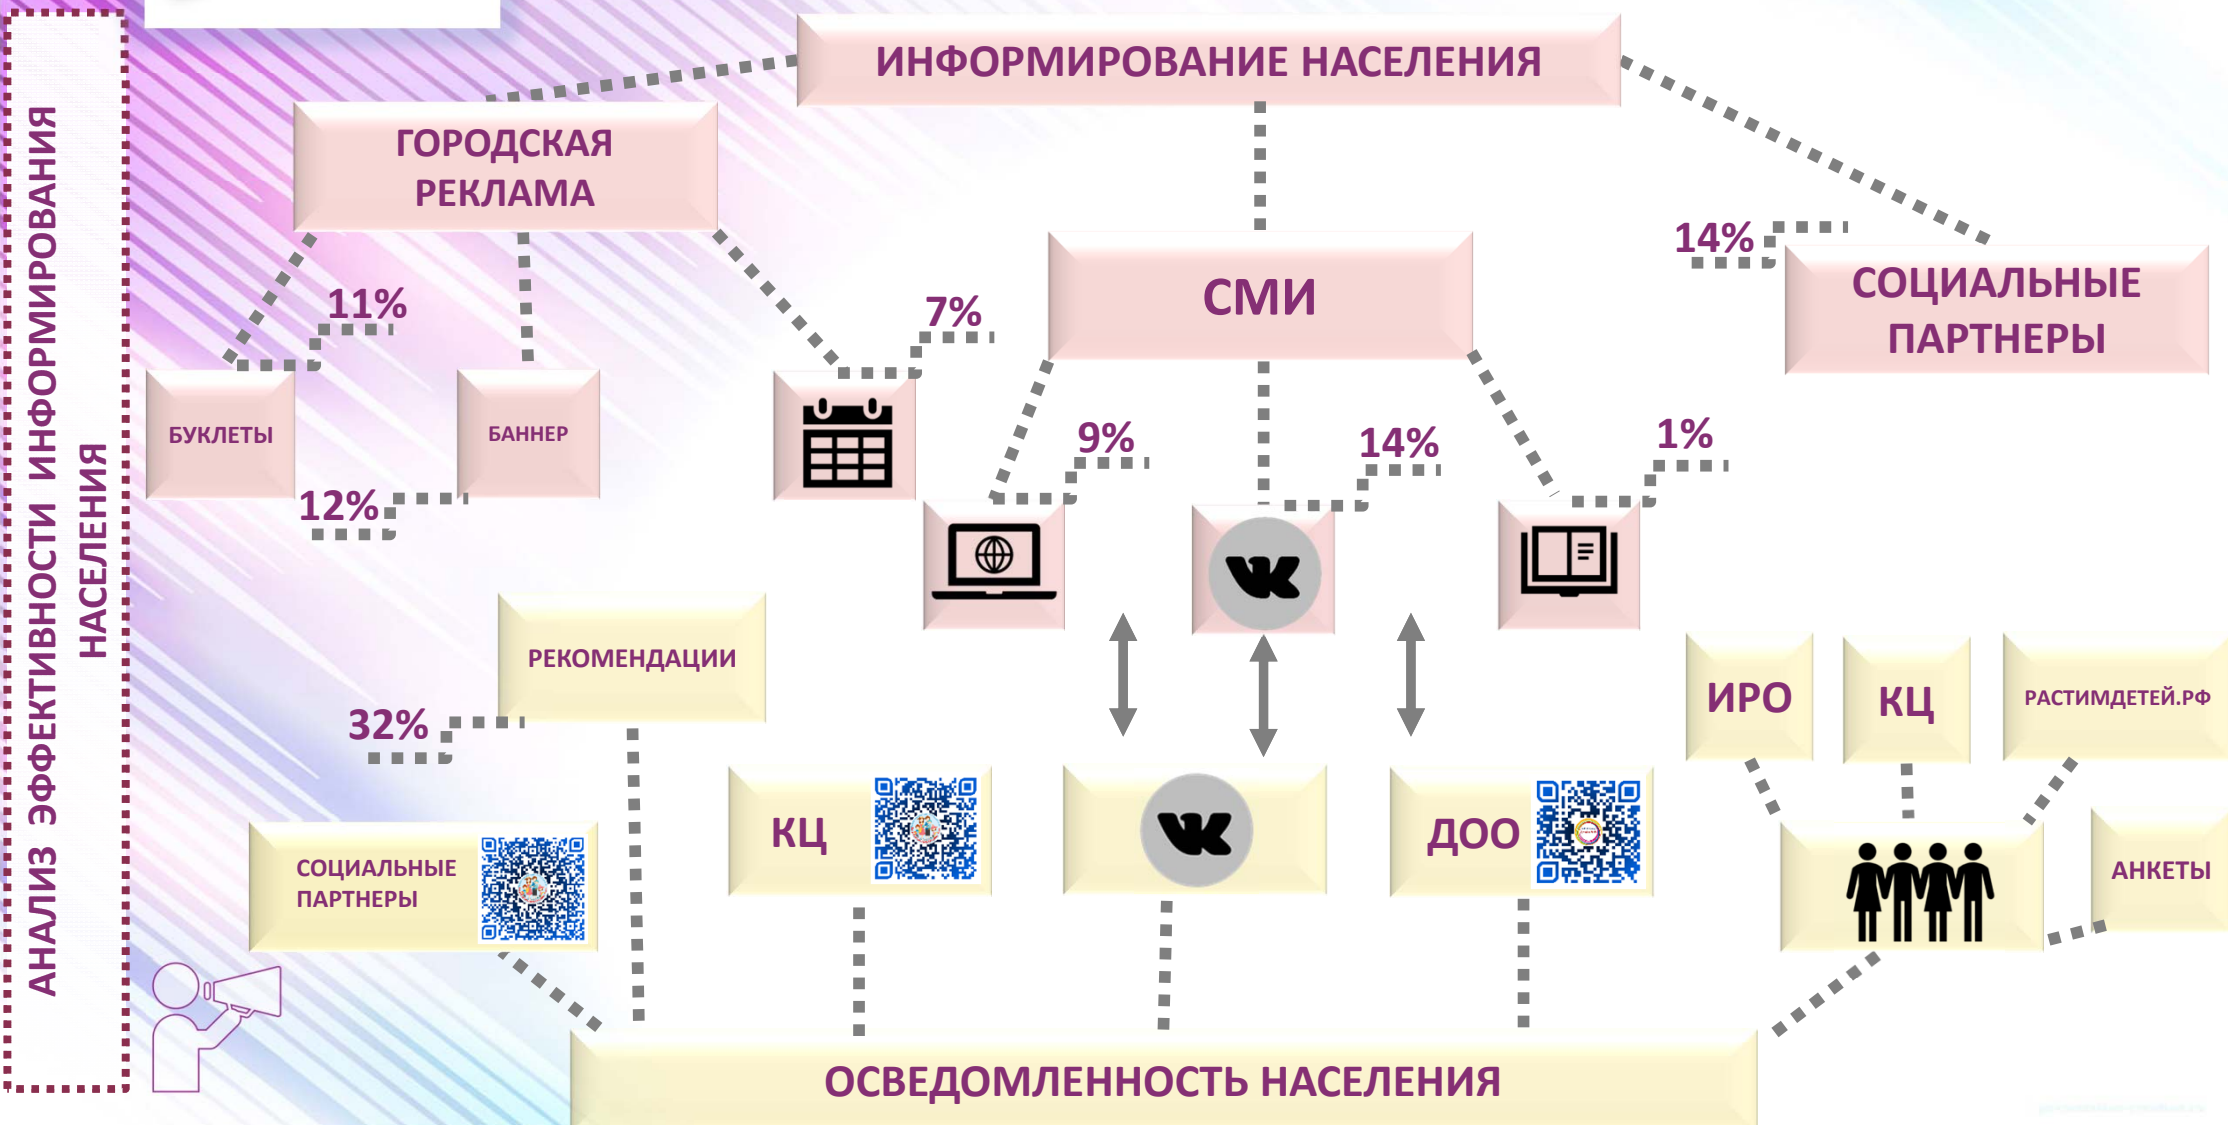 АНАЛИЗ ЭФФЕКТИВНОСТИ ИНФОРМИРОВАНИЯ
НАСЕЛЕНИЯ
ИНФОРМИРОВАНИЕ НАСЕЛЕНИЯ
ГОРОДСКАЯ
РЕКЛАМА
СМИ
14%
СОЦИАЛЬНЫЕ
ПАРТНЕРЫ
11%
7%
БУКЛЕТЫ
БАННЕР
12%
9%
14%
1%
РЕКОМЕНДАЦИИ
32%
ИРО
КЦ
РАСТИМДЕТЕЙ.РФ
КЦ
ДОО
СОЦИАЛЬНЫЕ
ПАРТНЕРЫ
АНКЕТЫ
ОСВЕДОМЛЕННОСТЬ НАСЕЛЕНИЯ